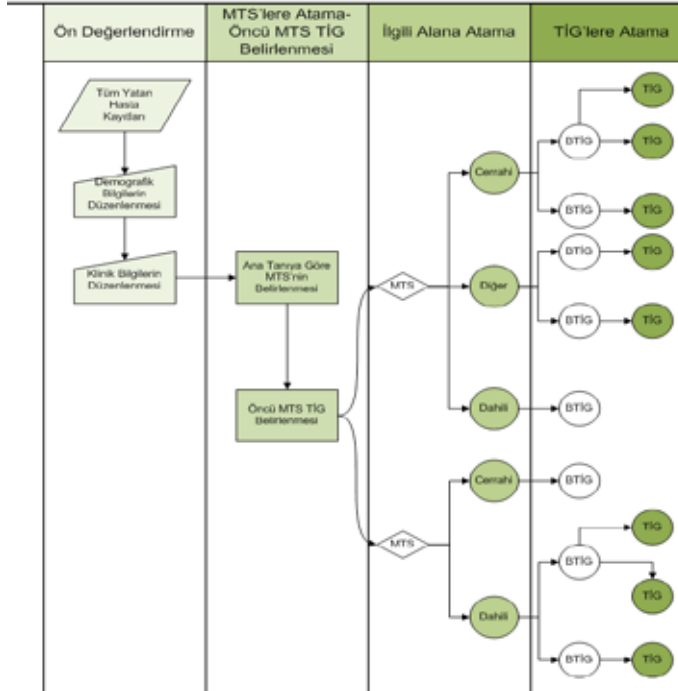 Ön Değerlendirme
MTS'lere Atama-
Öncü MTS TİG
Belirlenmesi
İlgili Alana Atama
TİG'lere Atama
Tüm Yatan
Hasta
Kayıtları
Demografik
Bilgilerin
Düzenlenmesi
Klinik Bilgilerin
Düzenlenmesi
Ana Tanıya Göre
MTS'nin
Belirlenmesi
Öncü MTS TİG
Belirlenmesi
MTS
MTS
Cerrahi
Diğer
Dahili
Cerrahi
Dahili
TİG
BTİG
TİG
BTİG
TİG
BTİG
TİG
BTİG
TİG
BTİG
BTİG
TİG
BTİG
TİG
BTİG
TİG